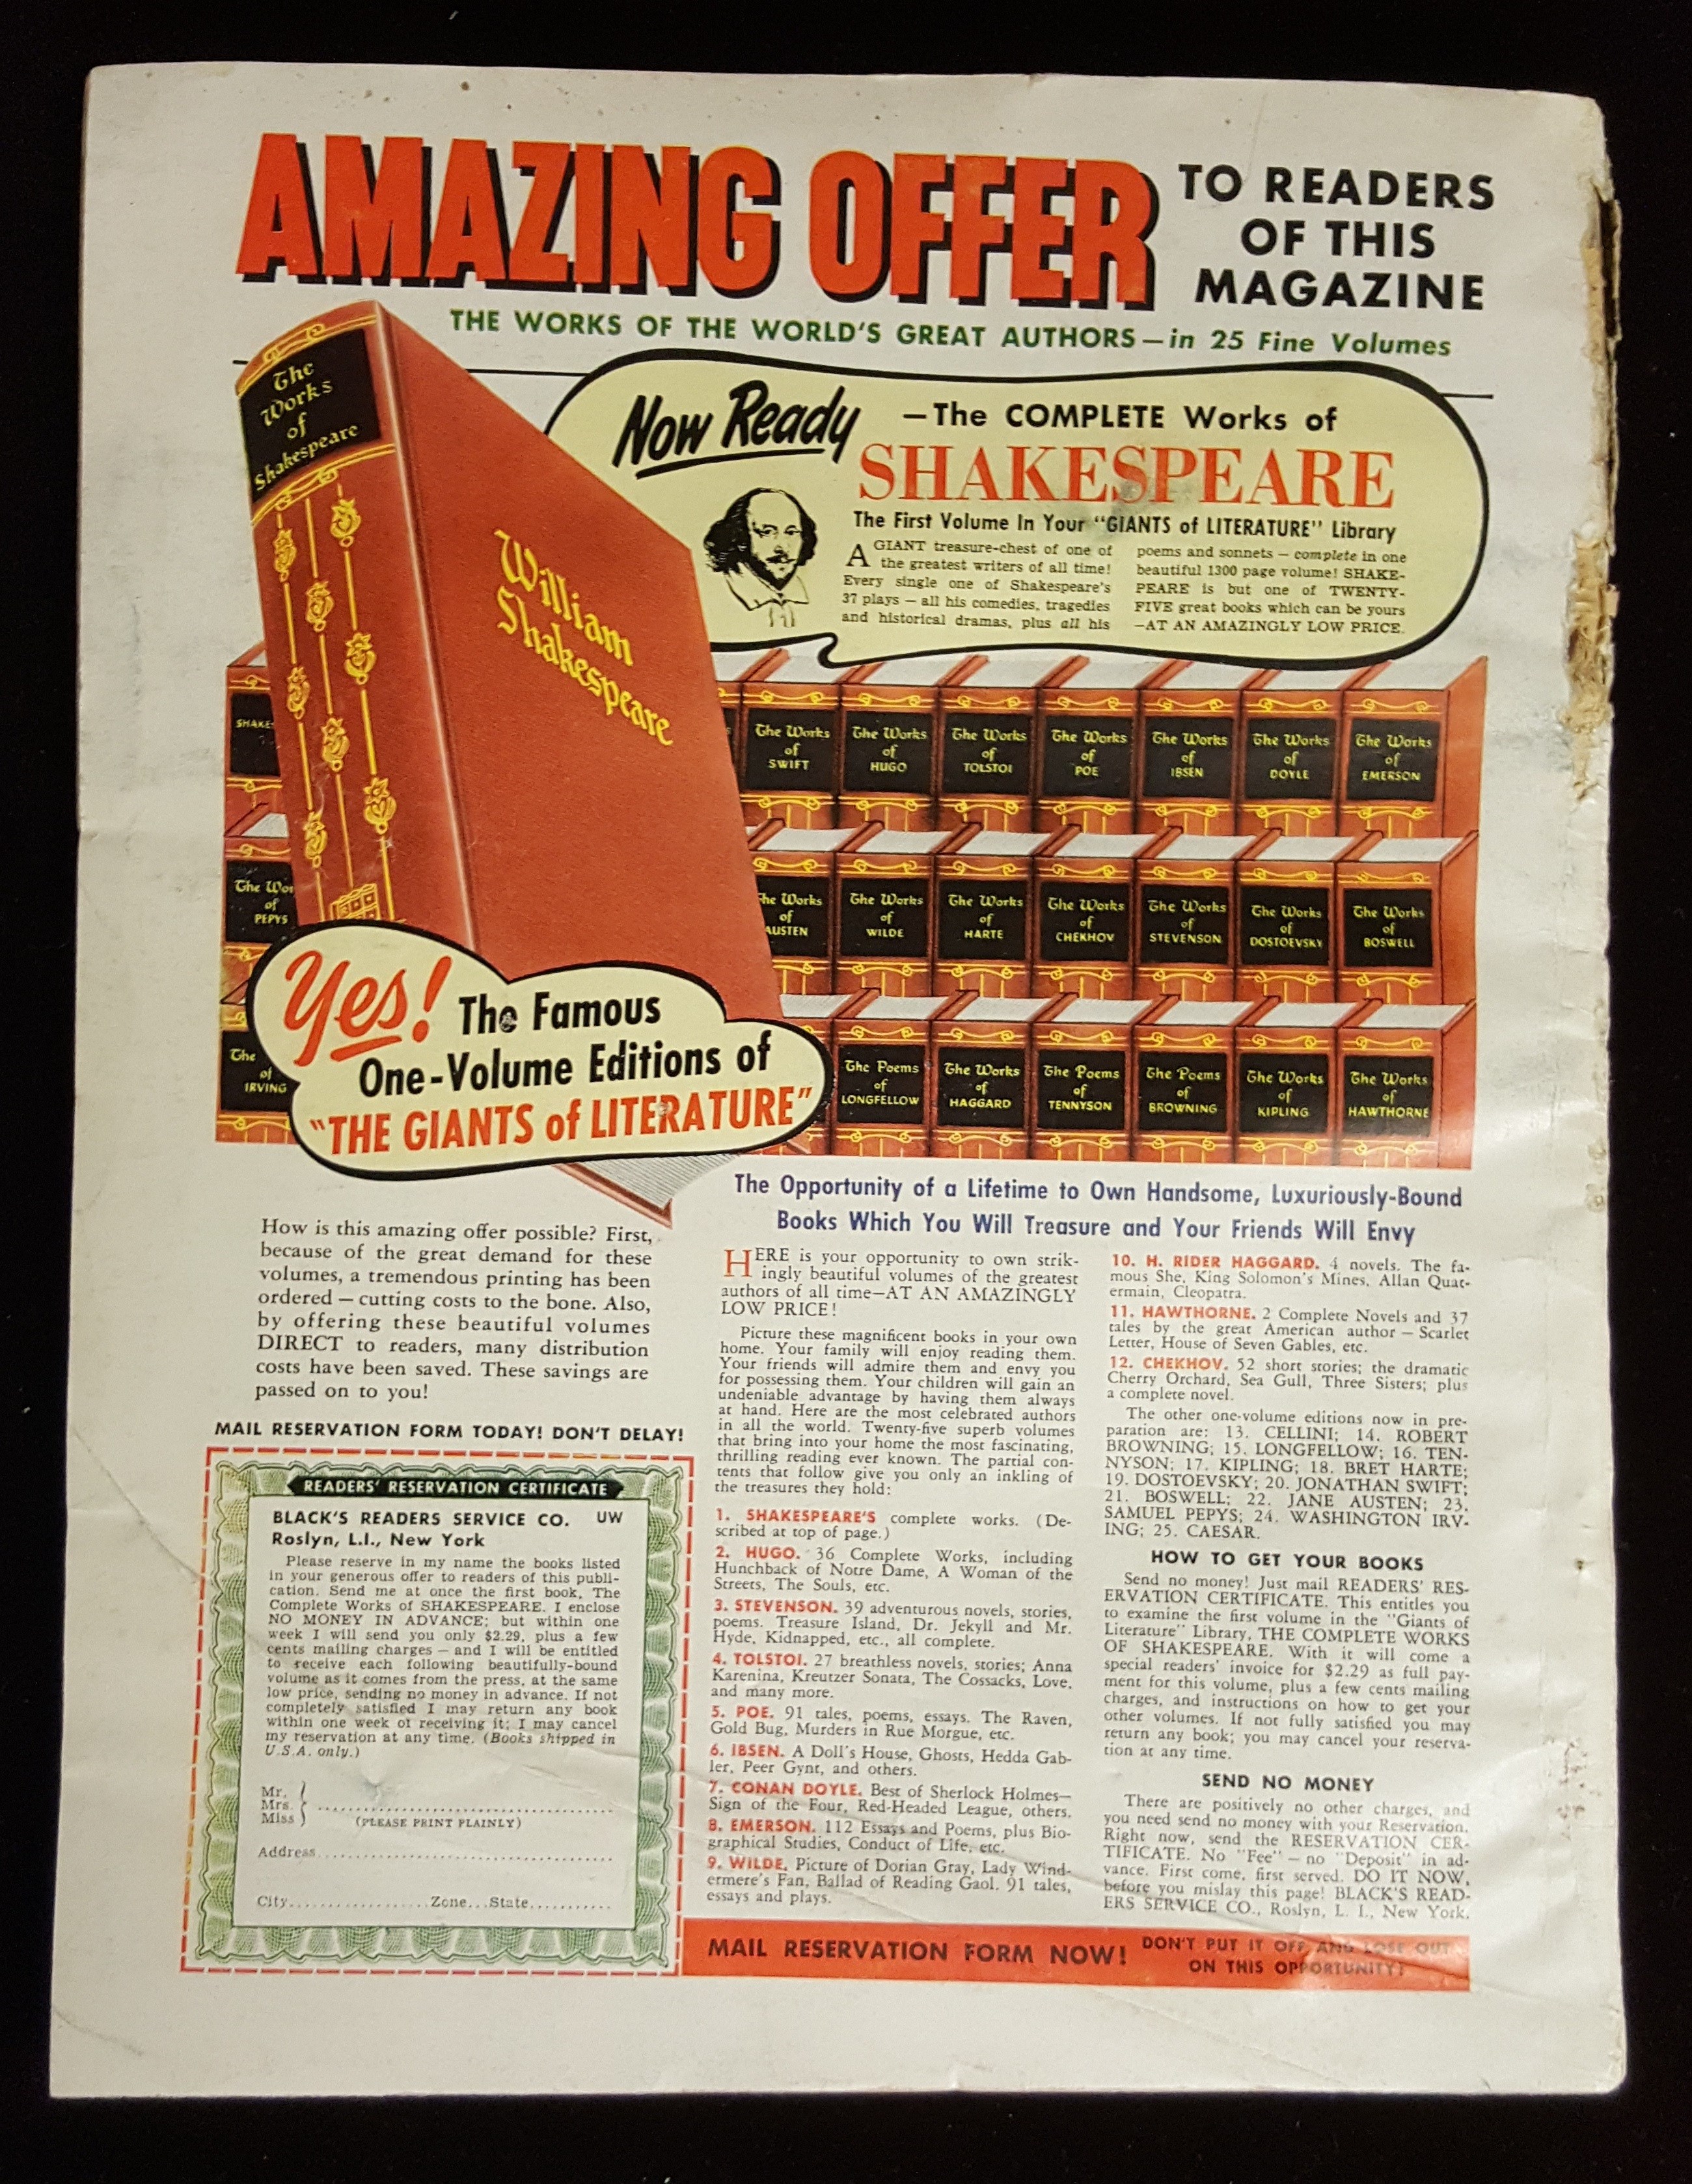 AMAZING OFFER
TO READERS
OF THIS
MAGAZINE
THE WORKS OF THE WORLD'S GREAT AUTHORS—in 25 Fine Volumes
The
Works
of
Shakespeare
William
Shakespeare
Now Ready
—The COMPLETE Works of
SHAKESPEARE
The First Volume In Your "GIANTS of LITERATURE" Library
A GIANT treasure-chest of one of
the greatest writers of all time!
Every single one of Shakespeare's
37 plays — all his comedies, tragedies
and historical dramas, plus all his
poems and sonnets — complete in one
beautiful 1300 page volume! SHAKE-
PEARE is but one of TWENTY-
FIVE great books which can be yours
—AT AN AMAZINGLY LOW PRICE.
SHAKE
The Works
of
SWIFT
The Works
of
HUGO
The Works
of
TOLSTOI
The Works
of
POE
The Works
of
IBSEN
The Works
of
DOYLE
The Works
of
EMERSON
The Wor
of
PEPYS
he Works
of
AUSTEN
The Works
of
WILDE
The Works
of
HARTE
The Works
of
CHEKHOV
The Works
of
STEVENSON
The Works
of
DOSTOEVSKY
The Works
of
BOSWELL
The
of
IRVING
The Poems
of
LONGFELLOW
The Works
of
HAGGARD
The Poems
of
TENNYSON
The Poems
of
BROWNING
The Works
of
KIPLING
The Works
of
HAWTHORNE
Yes! The Famous
One-Volume Editions of
"THE GIANTS of LITERATURE"
The Opportunity of a Lifetime to Own Handsome, Luxuriously-Bound
Books Which You Will Treasure and Your Friends Will Envy
How is this amazing offer possible? First,
because of the great demand for these
volumes, a tremendous printing has been
ordered — cutting costs to the bone. Also,
by offering these beautiful volumes
DIRECT to readers, many distribution
costs have been saved. These savings are
passed on to you!
MAIL RESERVATION FORM TODAY! DON'T DELAY!
READERS' RESERVATION CERTIFICATE
BLACK'S READERS SERVICE CO. UW
Roslyn, L.I., New York
Please reserve in my name the books listed
in your generous offer to readers of this publi-
cation. Send me at once the first book, The
Complete Works of SHAKESPEARE. I enclose
NO MONEY IN ADVANCE; but within one
week I will send you only $2.29, plus a few
cents mailing charges — and I will be entitled
to receive each following beautifully-bound
volume as it comes from the press, at the same
low price, sending no money in advance. If not
completely satisfied I may return any book
within one week of receiving it; I may cancel
my reservation at any time. (Books shipped in
U.S.A. only.)
Mr.
Mrs.
Miss
(PLEASE PRINT PLAINLY)
Address
City..................Zone...State...........
HERE is your opportunity to own strik-
ingly beautiful volumes of the greatest
authors of all time—AT AN AMAZINGLY
LOW PRICE!
Picture these magnificent books in your own
home. Your family will enjoy reading them.
Your friends will admire them and envy you
for possessing them. Your children will gain an
undeniable advantage by having them always
at hand. Here are the most celebrated authors
in all the world. Twenty-five superb volumes
that bring into your home the most fascinating,
thrilling reading ever known. The partial con-
tents that follow give you only an inkling of
the treasures they hold:
1. SHAKESPEARE'S complete works. (De-
scribed at top of page.)
2. HUGO. 36 Complete Works, including
Hunchback of Notre Dame, A Woman of the
Streets, The Souls, etc.
3. STEVENSON. 39 adventurous novels, stories,
poems. Treasure Island, Dr. Jekyll and Mr.
Hyde, Kidnapped, etc., all complete.
4. TOLSTOI. 27 breathless novels, stories; Anna
Karenina, Kreutzer Sonata, The Cossacks, Love,
and many more.
5. POE. 91 tales, poems, essays. The Raven,
Gold Bug, Murders in Rue Morgue, etc.
6. IBSEN. A Doll's House, Ghosts, Hedda Gab-
ler, Peer Gynt, and others.
7. CONAN DOYLE. Best of Sherlock Holmes—
Sign of the Four, Red-Headed League, others.
8. EMERSON. 112 Essays and Poems, plus Bio-
graphical Studies, Conduct of Life, etc.
9. WILDE. Picture of Dorian Gray, Lady Wind-
ermere's Fan, Ballad of Reading Gaol. 91 tales,
essays and plays.
10. H. RIDER HAGGARD. 4 novels. The fa-
mous She, King Solomon's Mines, Allan Quat-
ermain, Cleopatra.
11. HAWTHORNE. 2 Complete Novels and 37
tales by the great American author — Scarlet
Letter, House of Seven Gables, etc.
12. CHEKHOV. 52 short stories; the dramatic
Cherry Orchard, Sea Gull, Three Sisters; plus
a complete novel.
The other one-volume editions now in pre-
paration are: 13. CELLINI; 14. ROBERT
BROWNING; 15. LONGFELLOW; 16. TEN-
NYSON; 17. KIPLING; 18. BRET HARTE;
19. DOSTOEVSKY; 20. JONATHAN SWIFT;
21. BOSWELL; 22. JANE AUSTEN; 23.
SAMUEL PEPYS; 24. WASHINGTON IRV-
ING; 25. CAESAR.
HOW TO GET YOUR BOOKS
Send no money! Just mail READERS' RES-
ERVATION CERTIFICATE. This entitles you
to examine the first volume in the "Giants of
Literature" Library, THE COMPLETE WORKS
OF SHAKESPEARE. With it will come a
special readers' invoice for $2.29 as full pay-
ment for this volume, plus a few cents mailing
charges, and instructions on how to get your
other volumes. If not fully satisfied you may
return any book; you may cancel your reserva-
tion at any time.
SEND NO MONEY
There are positively no other charges, and
you need send no money with your Reservation.
Right now, send the RESERVATION CER-
TIFICATE. No "Fee" — no "Deposit" in ad-
vance. First come, first served. DO IT NOW,
before you mislay this page! BLACK'S READ-
ERS SERVICE CO., Roslyn, L. I., New York.
MAIL RESERVATION FORM NOW!
DON'T PUT IT OFF AND LOSE OUT
ON THIS OPPORTUNITY!